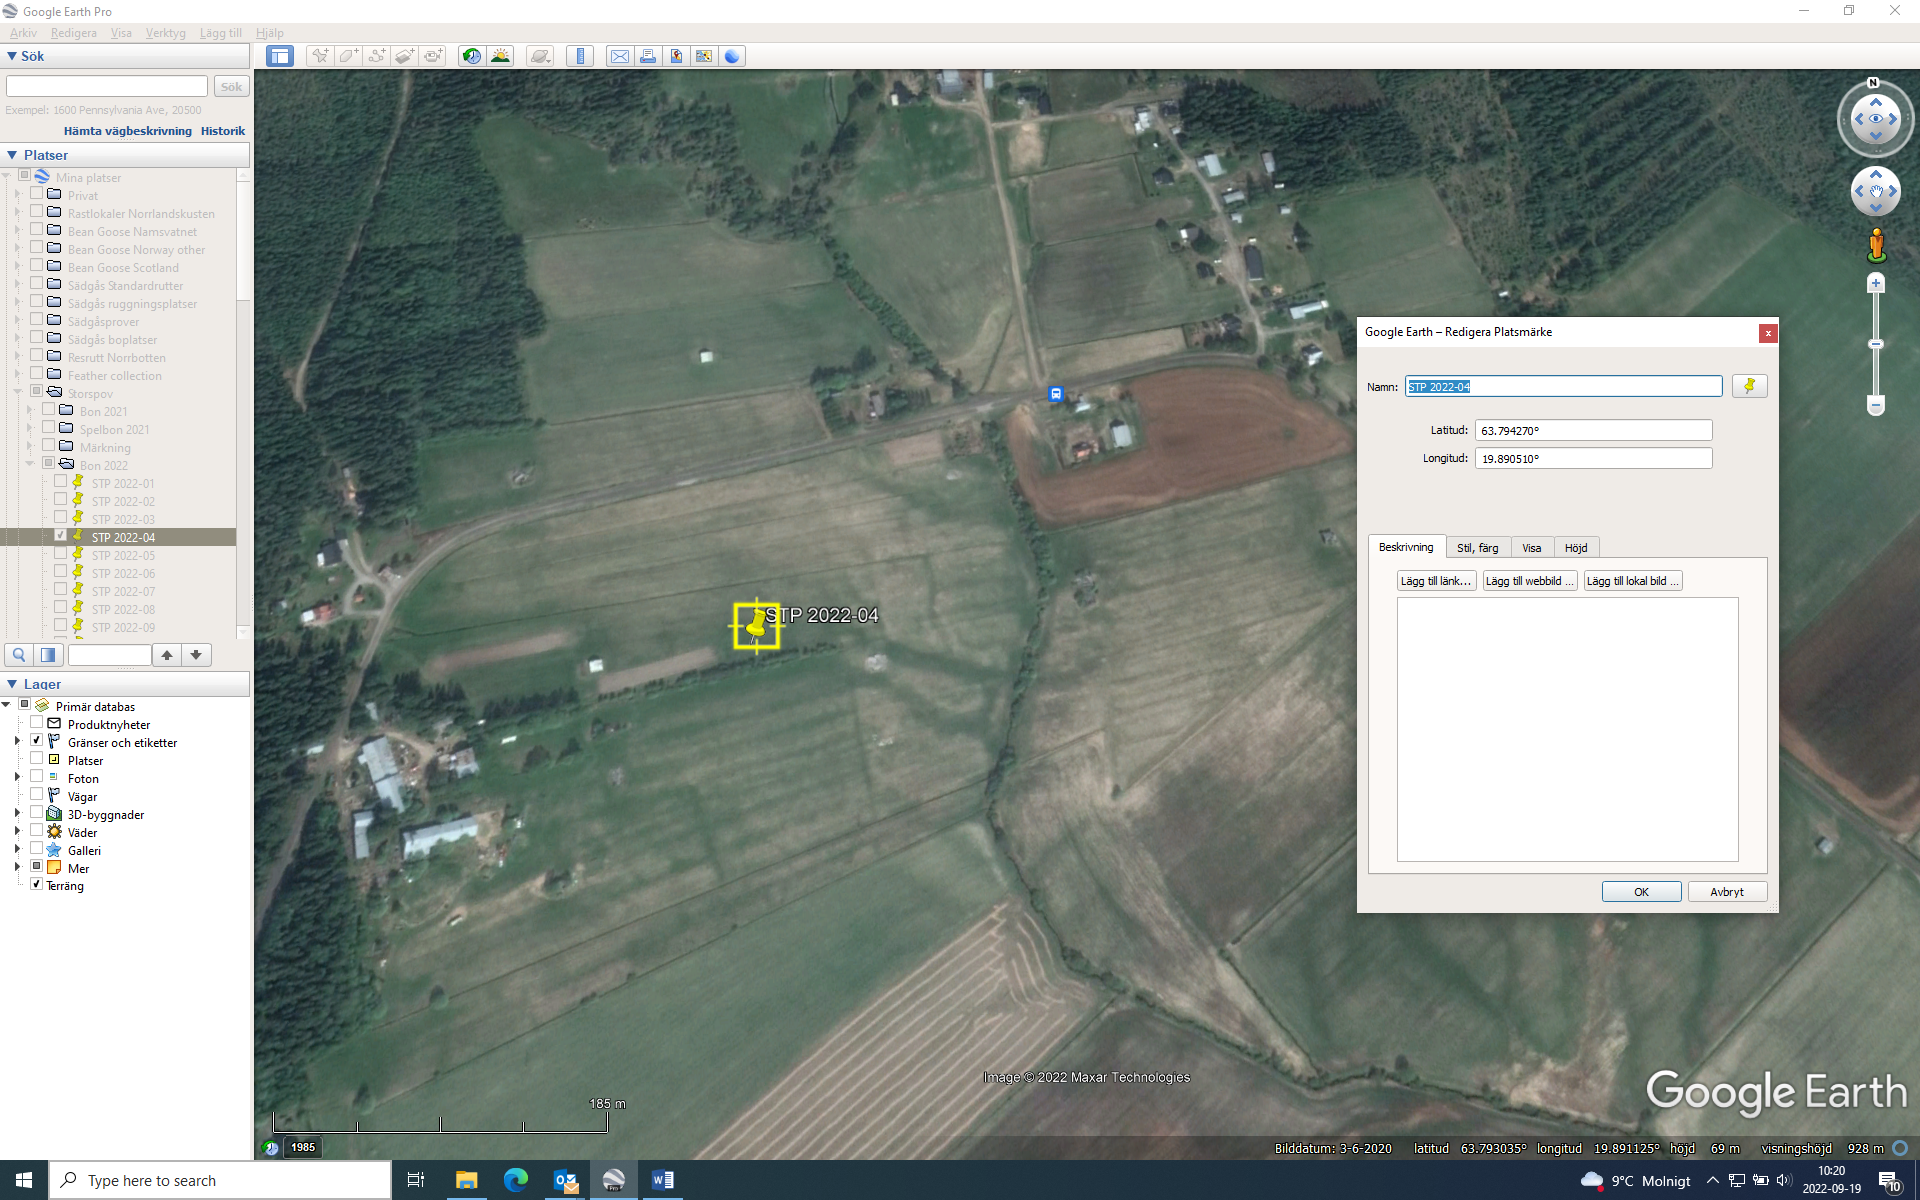 Google Earth Pro
Arkiv Redigera Visa Verktyg Lägg till Hjälp
Sök
Sök
Exempel: 1600 Pennsylvania Ave, 20500
Hämta vägbeskrivning Historik
Platser
Mina platser
Privat
Rastlokaler Norrlandskusten
Bean Goose Namsvatnet
Bean Goose Norway other
Bean Goose Scotland
Sädgås Standardrutter
Sädgås ruggningsplatser
Sädgåsprover
Sädgås boplatser
Resrutt Norrbotten
Feather collection
Storspov
Bon 2021
Spelbon 2021
Märkning
Bon 2022
STP 2022-01
STP 2022-02
STP 2022-03
STP 2022-04
STP 2022-05
STP 2022-06
STP 2022-07
STP 2022-08
STP 2022-09
Lager
Primär databas
Produktnyheter
Gränser och etiketter
Platser
Foton
Vägar
3D-byggnader
Väder
Galleri
Mer
Terräng
N
STP 2022-04
Google Earth – Redigera Platsmärke
x
Namn: STP 2022-04
Latitud: 63.794270°
Longitud: 19.890510°
Beskrivning Stil, färg Visa Höjd
Lägg till länk... Lägg till webbild ... Lägg till lokal bild ...
OK Avbryt
Image © 2022 Maxar Technologies
Google Earth
185 m
1985
Bilddatum: 3-6-2020 latitud 63.793035° longitud 19.891125° höjd 69 m visningshöjd 928 m
Type here to search
9°C Molnigt
10:20
2022-09-19
10